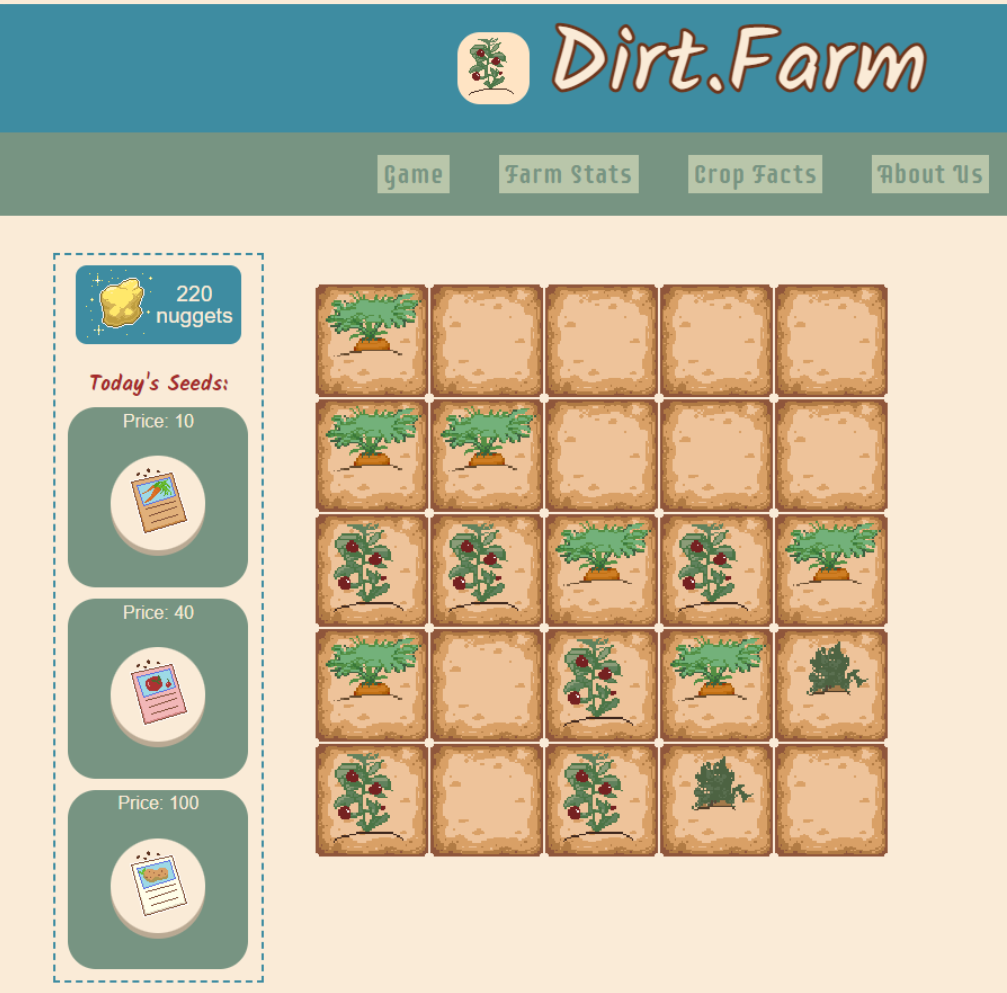 Dirt.Farm
Game
Farm Stats
Crop Facts
About Us
220
nuggets
Today's Seeds:
Price: 10
Price: 40
Price: 100